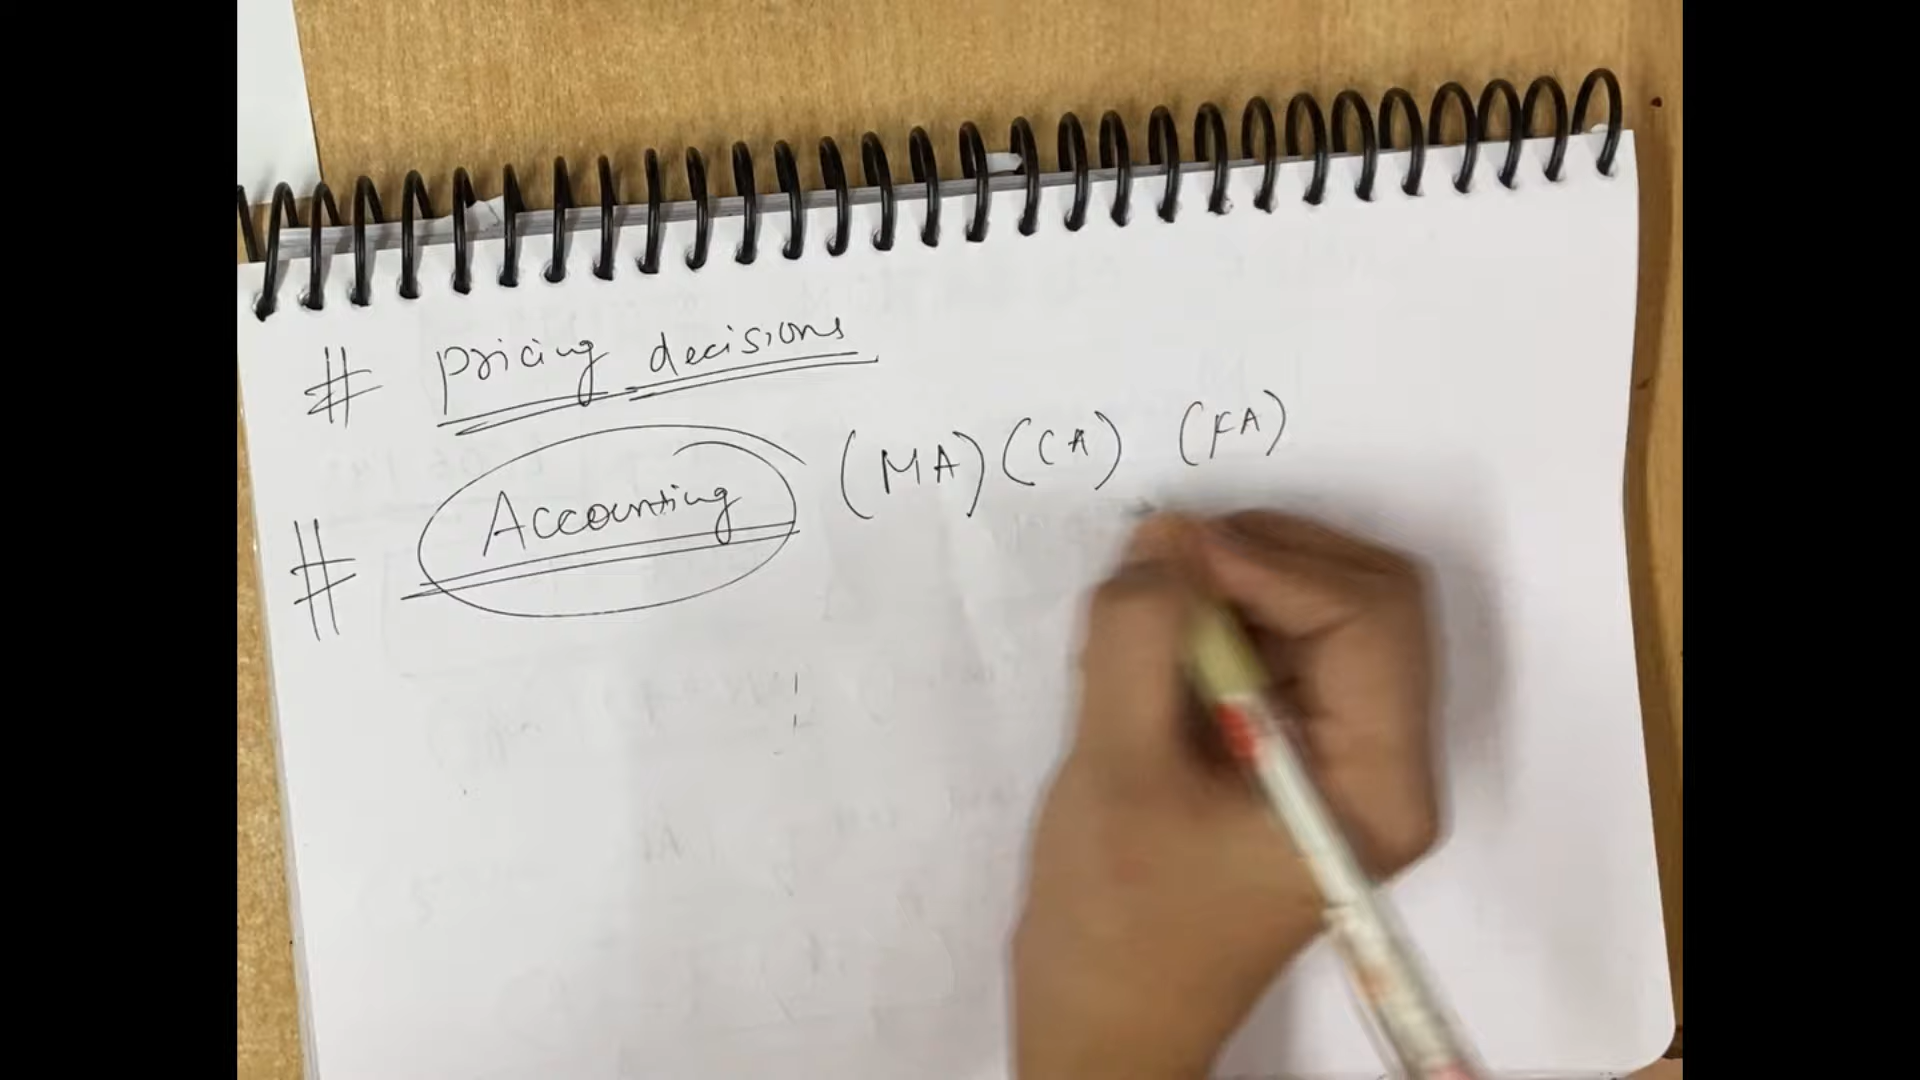 # pricing decisions
# Accounting (MA) (CA) (FA)